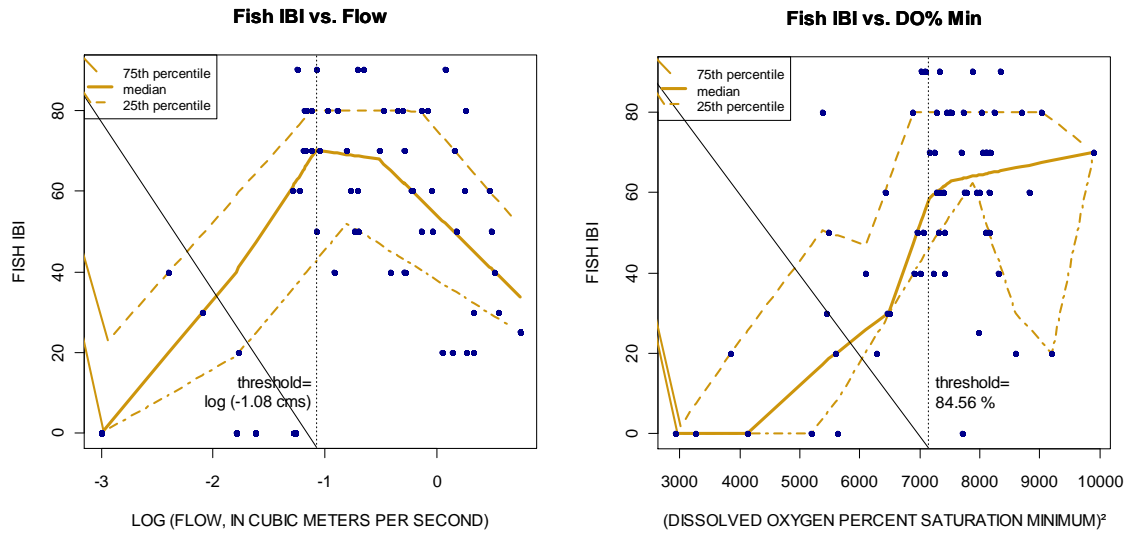 Fish IBI vs. Flow
75th percentile
median
25th percentile
80
60
40
20
0
FISH IBI
threshold=
log (-1.08 cms)
-3 -2 -1 0
LOG (FLOW, IN CUBIC METERS PER SECOND)
Fish IBI vs. DO% Min
75th percentile
median
25th percentile
80
60
40
20
0
FISH IBI
threshold=
84.56 %
3000 4000 5000 6000 7000 8000 9000 10000
(DISSOLVED OXYGEN PERCENT SATURATION MINIMUM)²